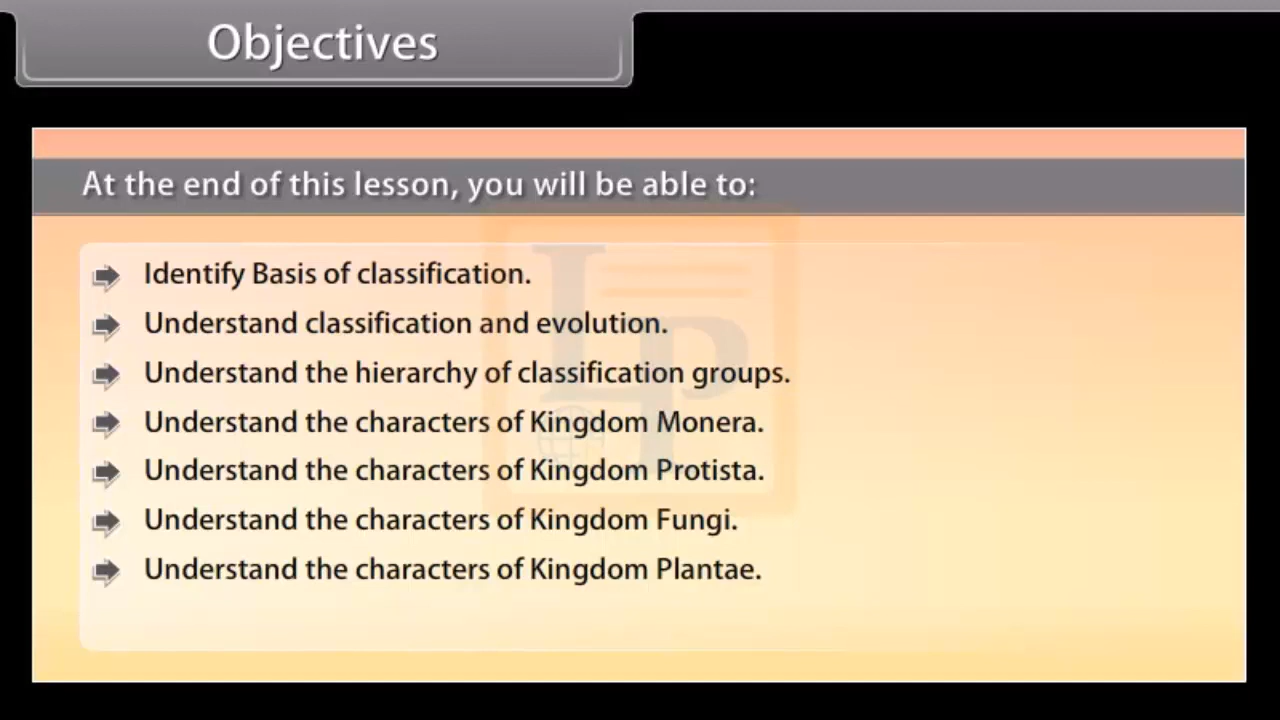 Objectives
At the end of this lesson, you will be able to:
Identify Basis of classification.
Understand classification and evolution.
Understand the hierarchy of classification groups.
Understand the characters of Kingdom Monera.
Understand the characters of Kingdom Protista.
Understand the characters of Kingdom Fungi.
Understand the characters of Kingdom Plantae.
LP